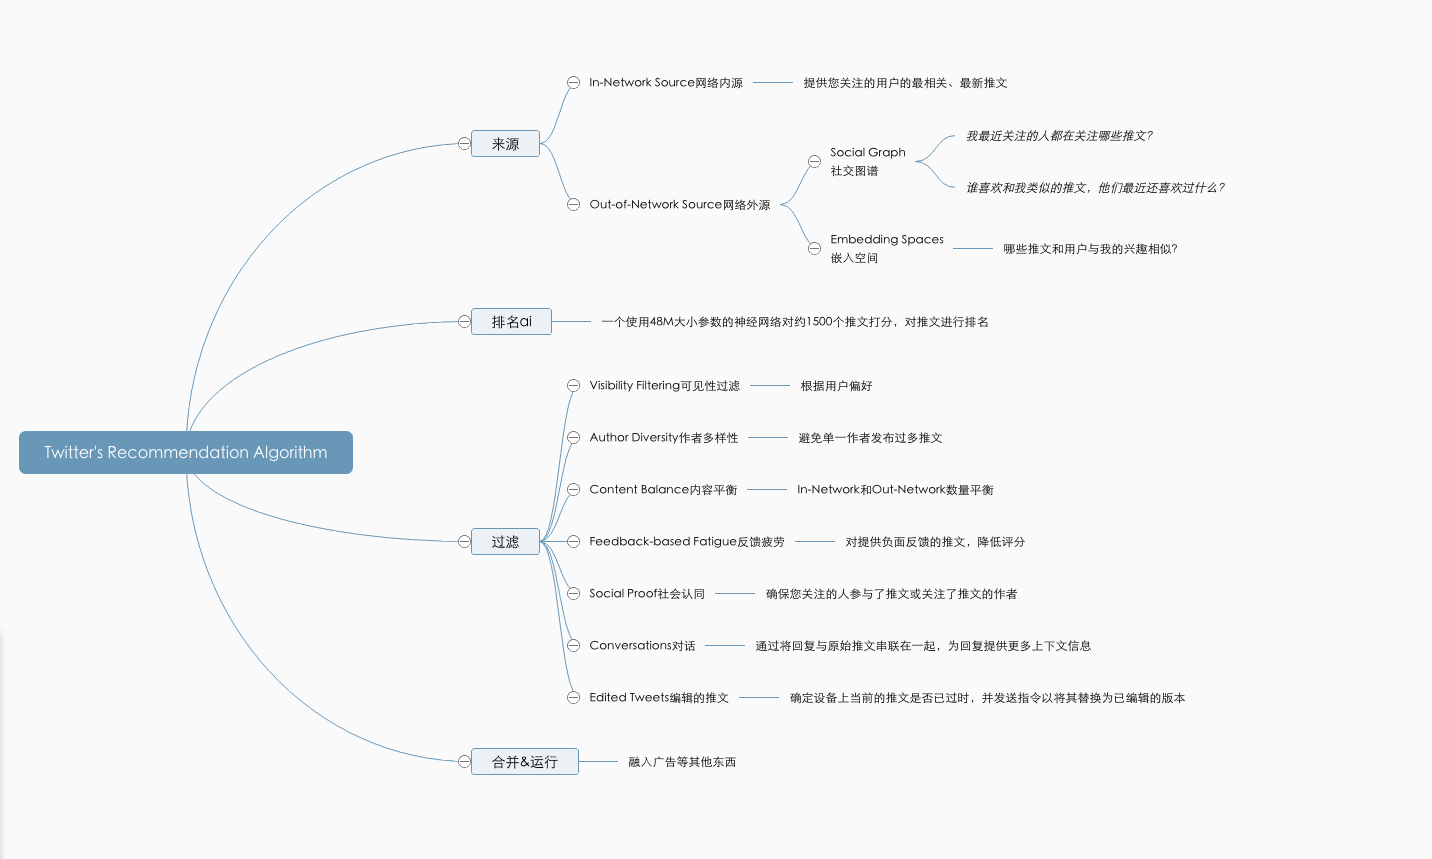 Twitter's Recommendation Algorithm
来源
In-Network Source网络内源
提供您关注的用户的最相关、最新推文
Out-of-Network Source网络外源
Social Graph
社交图谱
我最近关注的人都在关注哪些推文?
谁喜欢和我类似的推文，他们最近还喜欢过什么?
Embedding Spaces
嵌入空间
哪些推文和用户与我的兴趣相似?
排名ai
一个使用48M大小参数的神经网络对约1500个推文打分，对推文进行排名
过滤
Visibility Filtering可见性过滤
根据用户偏好
Author Diversity作者多样性
避免单一作者发布过多推文
Content Balance内容平衡
In-Network和Out-Network数量平衡
Feedback-based Fatigue反馈疲劳
对提供负面反馈的推文，降低评分
Social Proof社会认同
确保您关注的人参与了推文或关注了推文的作者
Conversations对话
通过将回复与原始推文串联在一起，为回复提供更多上下文信息
Edited Tweets编辑的推文
确定设备上当前的推文是否已过时，并发送指令以将其替换为已编辑的版本
合并&运行
融入广告等其他东西